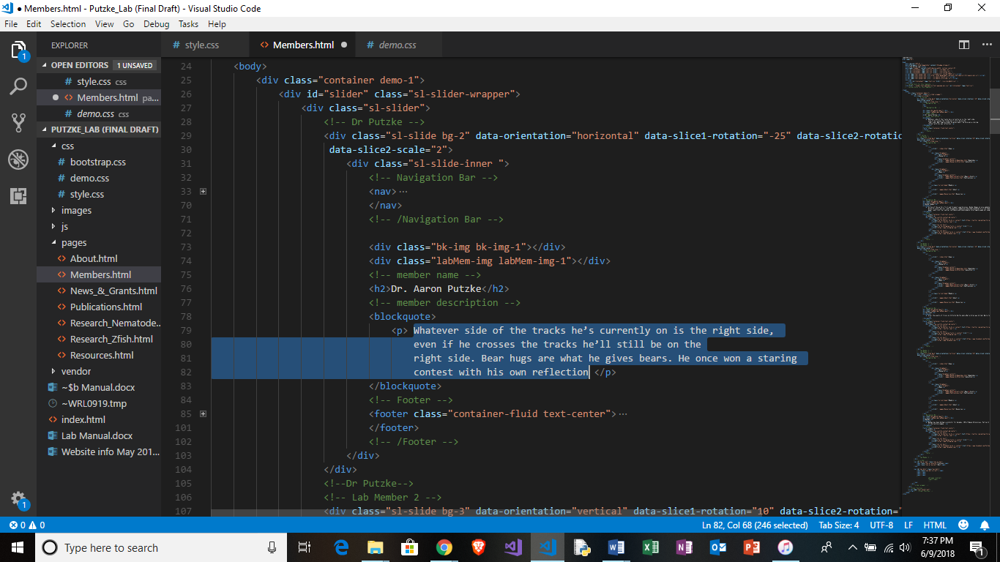 ● Members.html - Putzke_Lab (Final Draft) - Visual Studio Code
File Edit Selection View Go Debug Tasks Help
EXPLORER
OPEN EDITORS 1 UNSAVED
# style.css css
● <> Members.html pa...
# demo.css css
PUTZKE_LAB (FINAL DRAFT)
css
# bootstrap.css
# demo.css
# style.css
images
js
pages
<> About.html
<> Members.html
<> News_&_Grants.html
<> Publications.html
<> Research_Nematode...
<> Research_Zfish.html
<> Resources.html
vendor
~$b Manual.docx
~WRL0919.tmp
<> index.html
Lab Manual.docx
Website info May 201...
1
1
# style.css <> Members.html ● # demo.css
24 <body>
25 <div class="container demo-1">
26 <div id="slider" class="sl-slider-wrapper">
27 <div class="sl-slider">
28 <!-- Dr Putzke -->
29 <div class="sl-slide bg-2" data-orientation="horizontal" data-slice1-rotation="-25" data-slice2-rotatic
30 data-slice2-scale="2">
31 <div class="sl-slide-inner ">
32 <!-- Navigation Bar -->
33 <nav>···
70 </nav>
71 <!-- /Navigation Bar -->
72
73 <div class="bk-img bk-img-1"></div>
74 <div class="labMem-img labMem-img-1"></div>
75 <!-- member name -->
76 <h2>Dr. Aaron Putzke</h2>
77 <!-- member description -->
78 <blockquote>
79 <p> Whatever side of the tracks he’s currently on is the right side,
80 even if he crosses the tracks he’ll still be on the
81 right side. Bear hugs are what he gives bears. He once won a staring
82 contest with his own reflection </p>
83 </blockquote>
84 <!-- Footer -->
85 <footer class="container-fluid text-center">···
101 </footer>
102 <!-- /Footer -->
103 </div>
104 </div>
105 <!--Dr Putzke-->
106 <!-- Lab Member 2 -->
107 <div class="sl-slide bg-3" data-orientation="vertical" data-slice1-rotation="10" data-slice2-rotation="
0 0 Ln 82, Col 68 (246 selected) Tab Size: 4 UTF-8 LF HTML
Type here to search
7:37 PM
6/9/2018
1